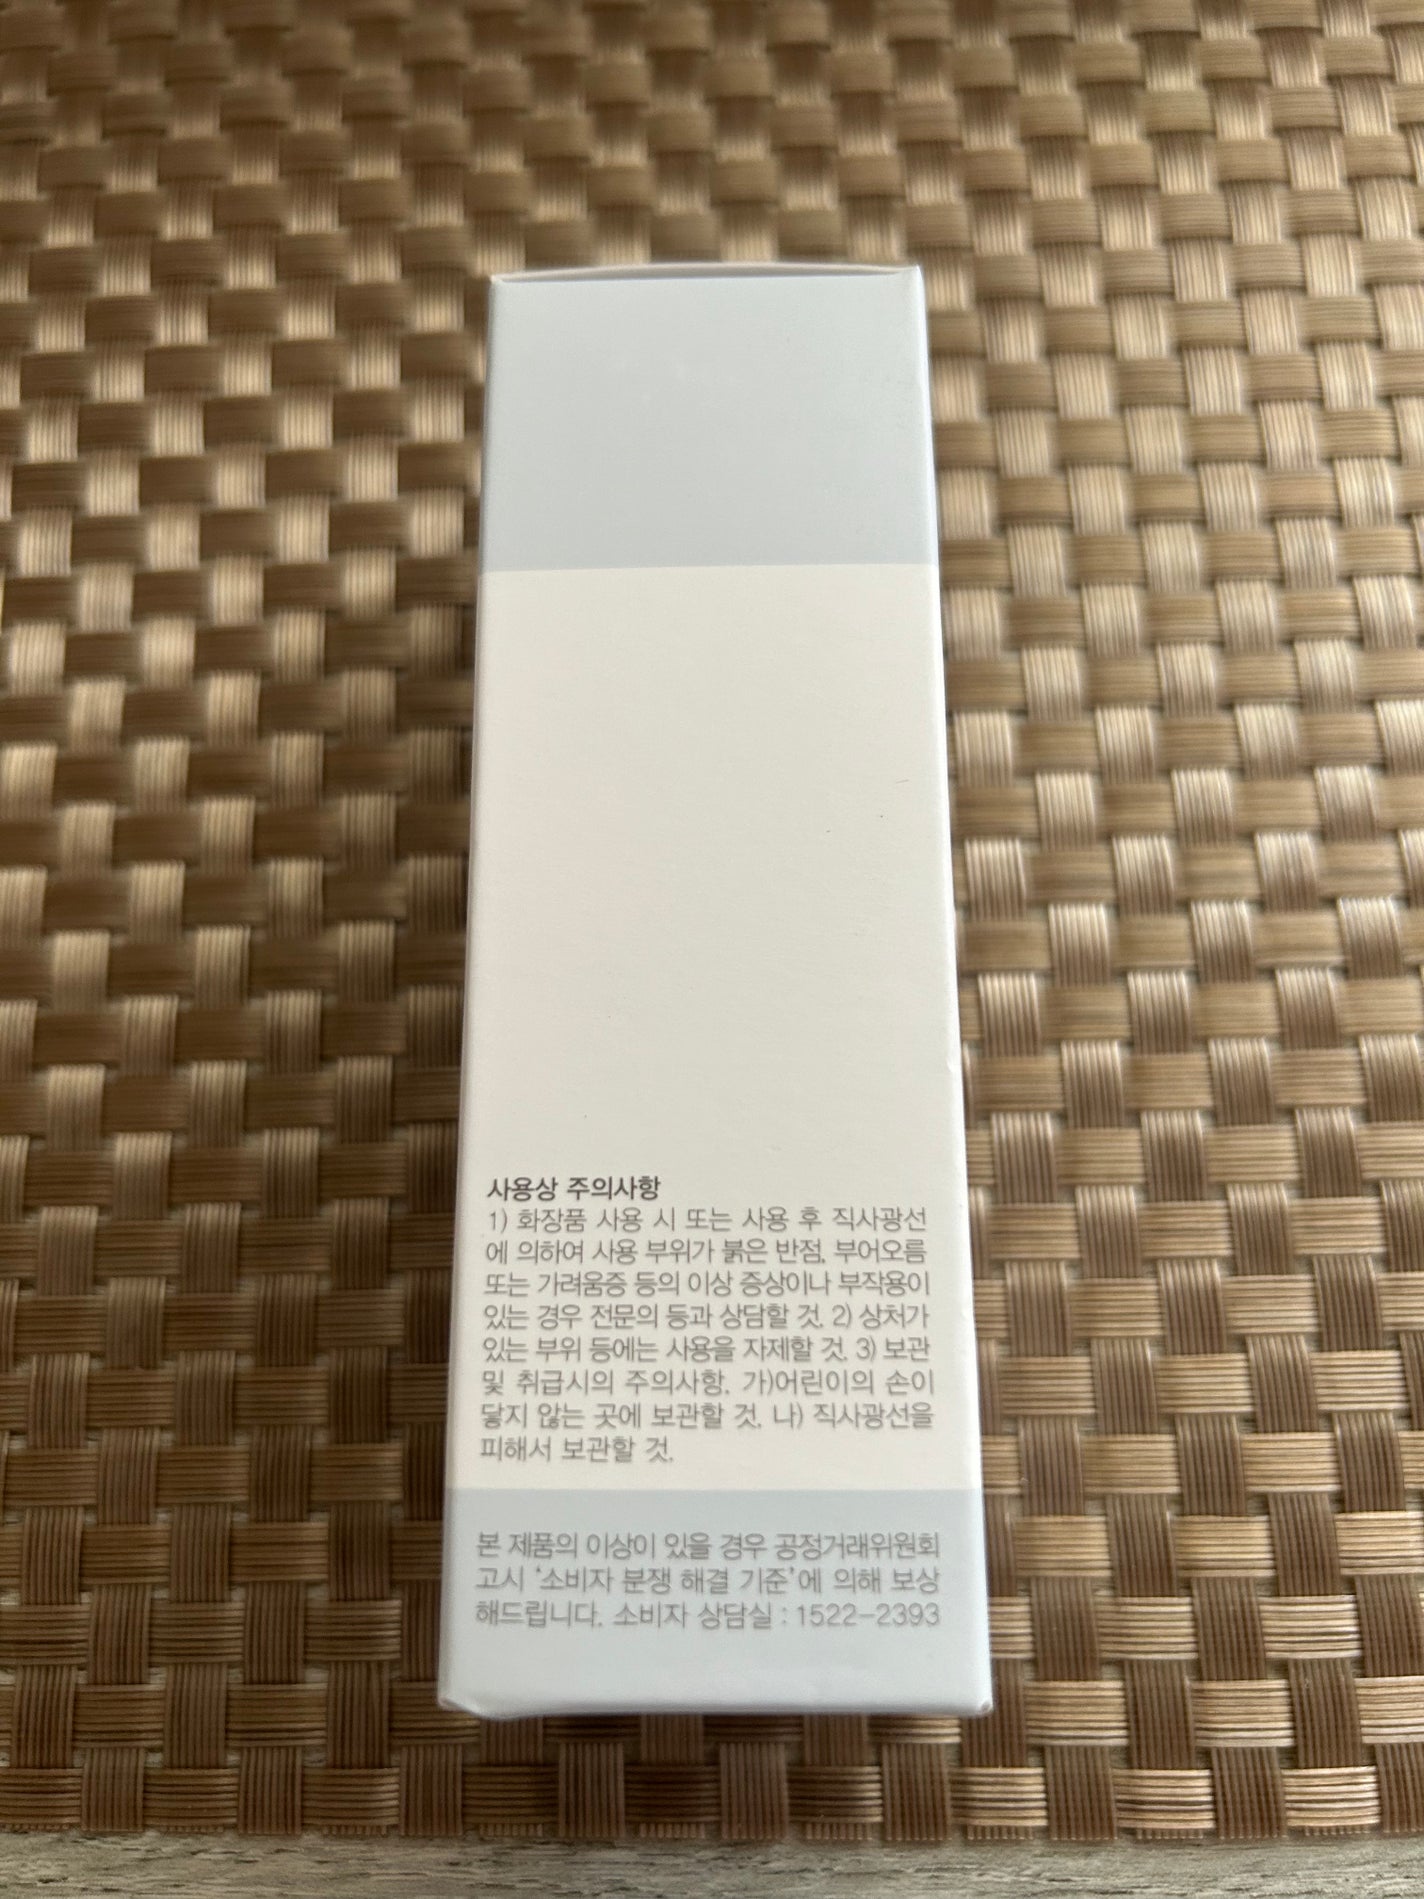 사용상 주의사항
1) 화장품 사용 시 또는 사용 후 직사광선
에 의하여 사용 부위가 붉은 반점, 부어오름
또는 가려움증 등의 이상 증상이나 부작용이
있는 경우 전문의 등과 상담할 것. 2) 상처가
있는 부위 등에는 사용을 자제할 것. 3) 보관
및 취급시의 주의사항. 가)어린이의 손이
닿지 않는 곳에 보관할 것. 나) 직사광선을
피해서 보관할 것.
본 제품의 이상이 있을 경우 공정거래위원회
고시 '소비자 분쟁 해결 기준'에 의해 보상
해드립니다. 소비자 상담실 : 1522-2393